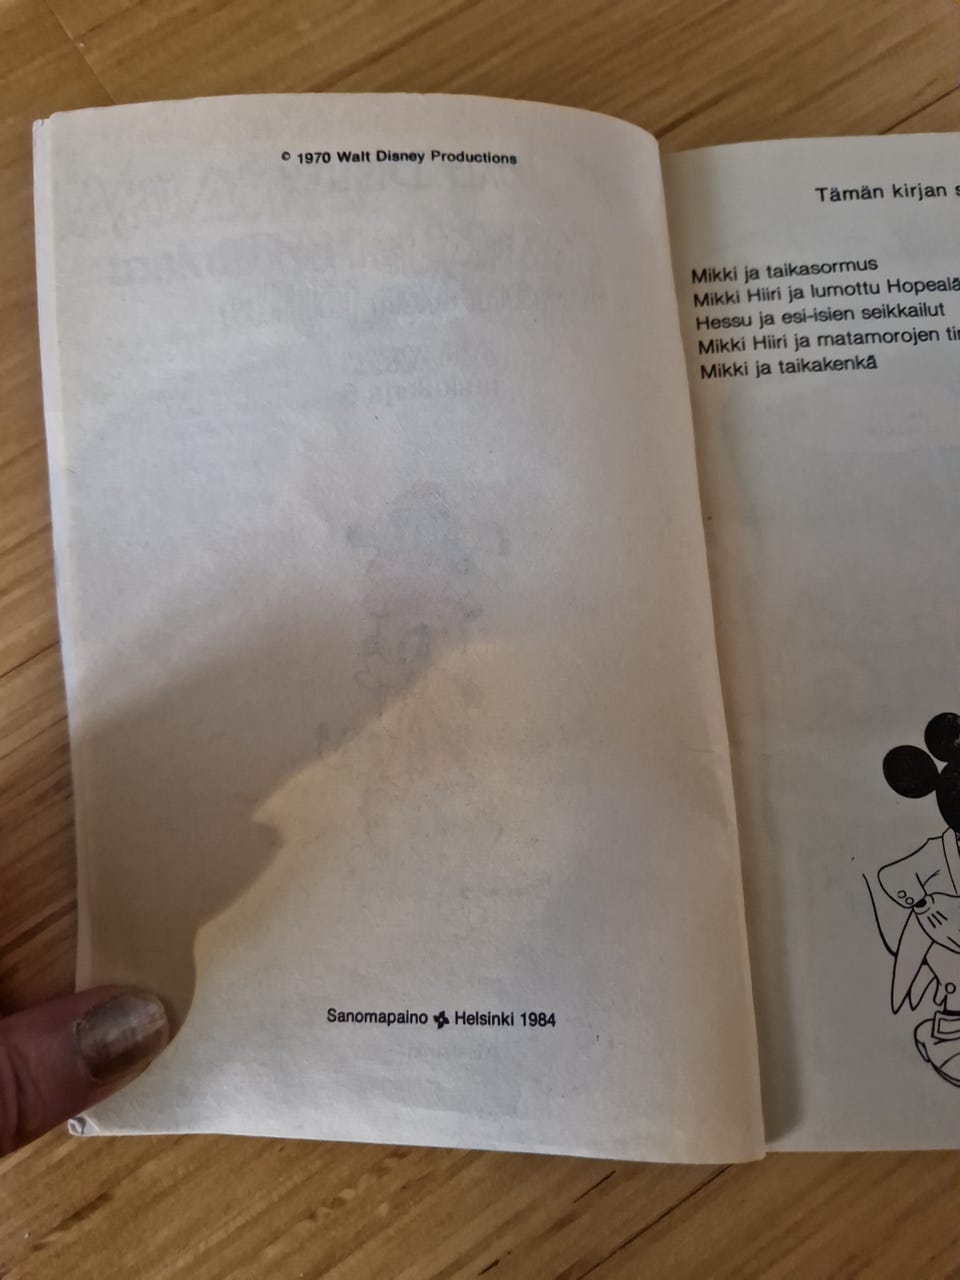 © 1970 Walt Disney Productions
Sanomapaino Helsinki 1984
Tämän kirjan
Mikki ja taikasormus
Mikki Hiiri ja lumottu
Hessu ja esi-isien seikkailut
Mikki Hiiri ja matamorojen
Mikki ja taikakenkä